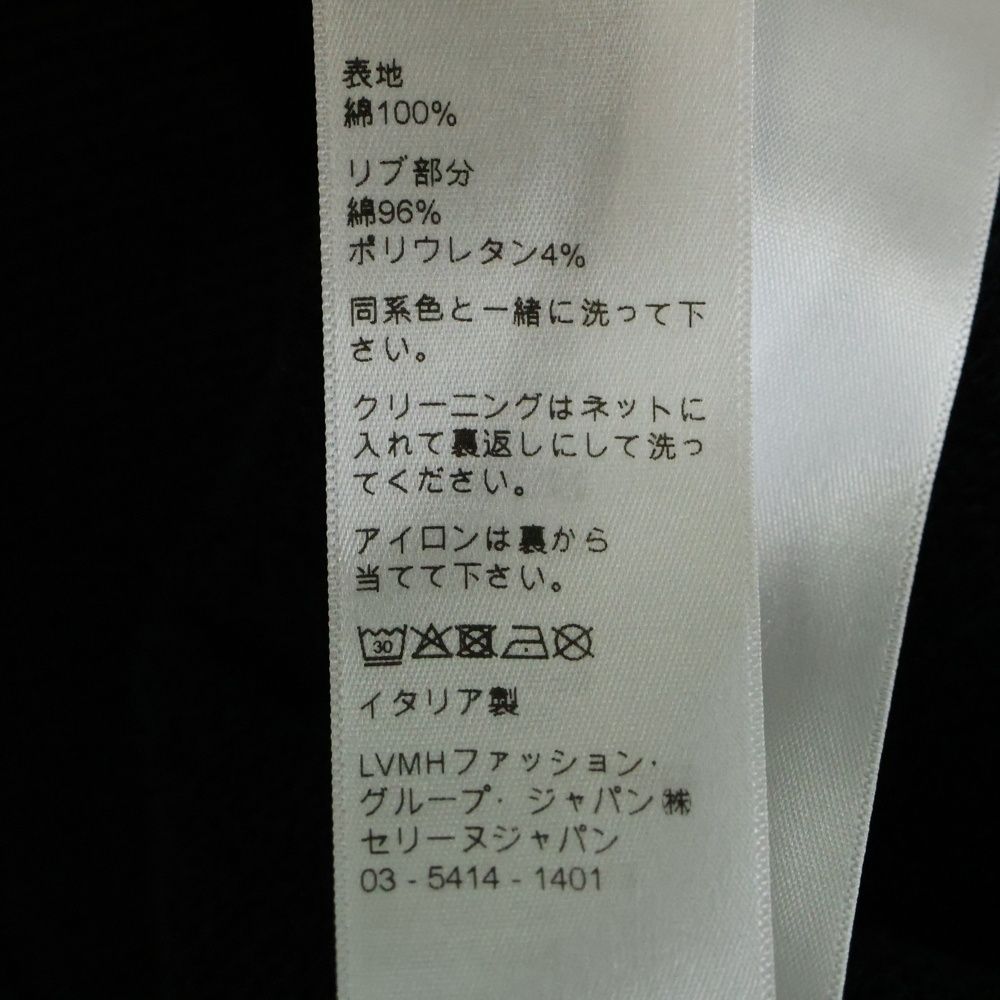 表地
綿100%
リブ部分
綿96%
ポリウレタン4%
同系色と一緒に洗って下
さい。
クリーニングはネットに
入れて裏返しにして洗っ
てください。
アイロンは裏から
当てて下さい。
30
イタリア製
LVMHファッション・
グループ・ジャパン㈱
セリーヌジャパン
03 - 5414 - 1401